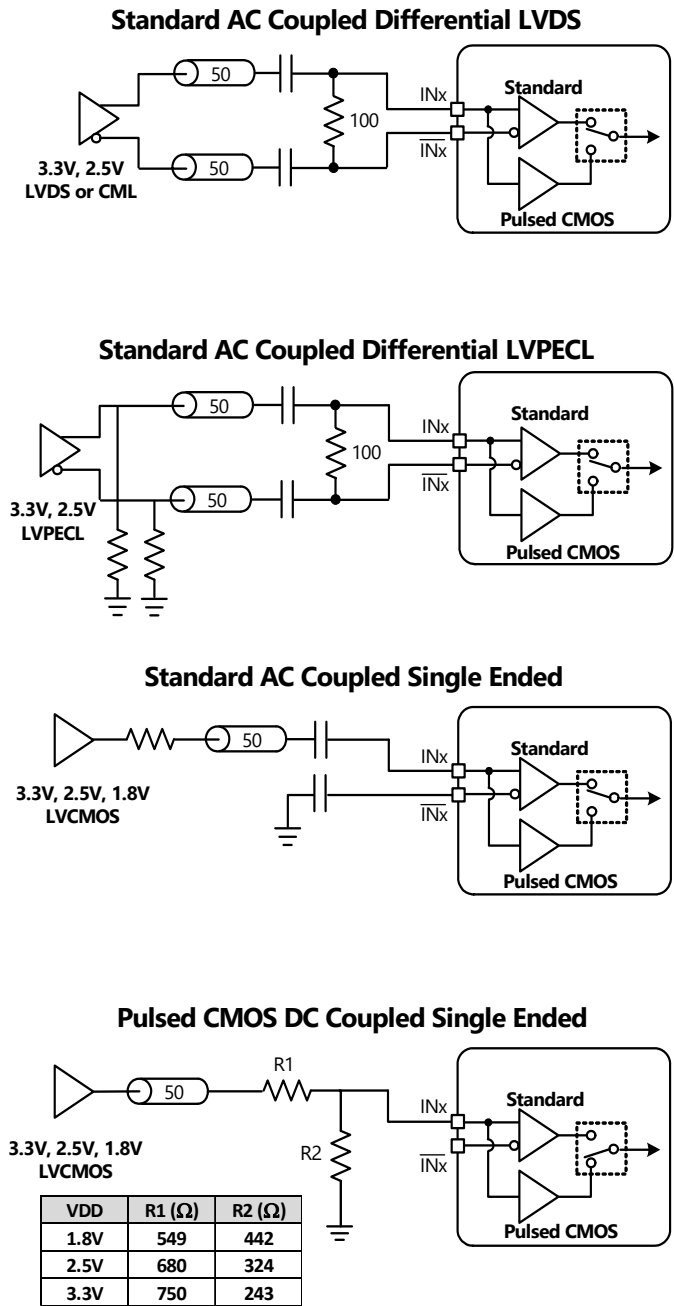 Standard AC Coupled Differential LVDS
50
50
100
3.3V, 2.5V
LVDS or CML
INx
INx
Standard
Pulsed CMOS
Standard AC Coupled Differential LVPECL
50
50
100
3.3V, 2.5V
LVPECL
INx
INx
Standard
Pulsed CMOS
Standard AC Coupled Single Ended
50
3.3V, 2.5V, 1.8V
LVCMOS
INx
INx
Standard
Pulsed CMOS
Pulsed CMOS DC Coupled Single Ended
50
R1
R2
3.3V, 2.5V, 1.8V
LVCMOS
INx
INx
Standard
Pulsed CMOS
VDD R1 (Ω) R2 (Ω)
1.8V 549 442
2.5V 680 324
3.3V 750 243